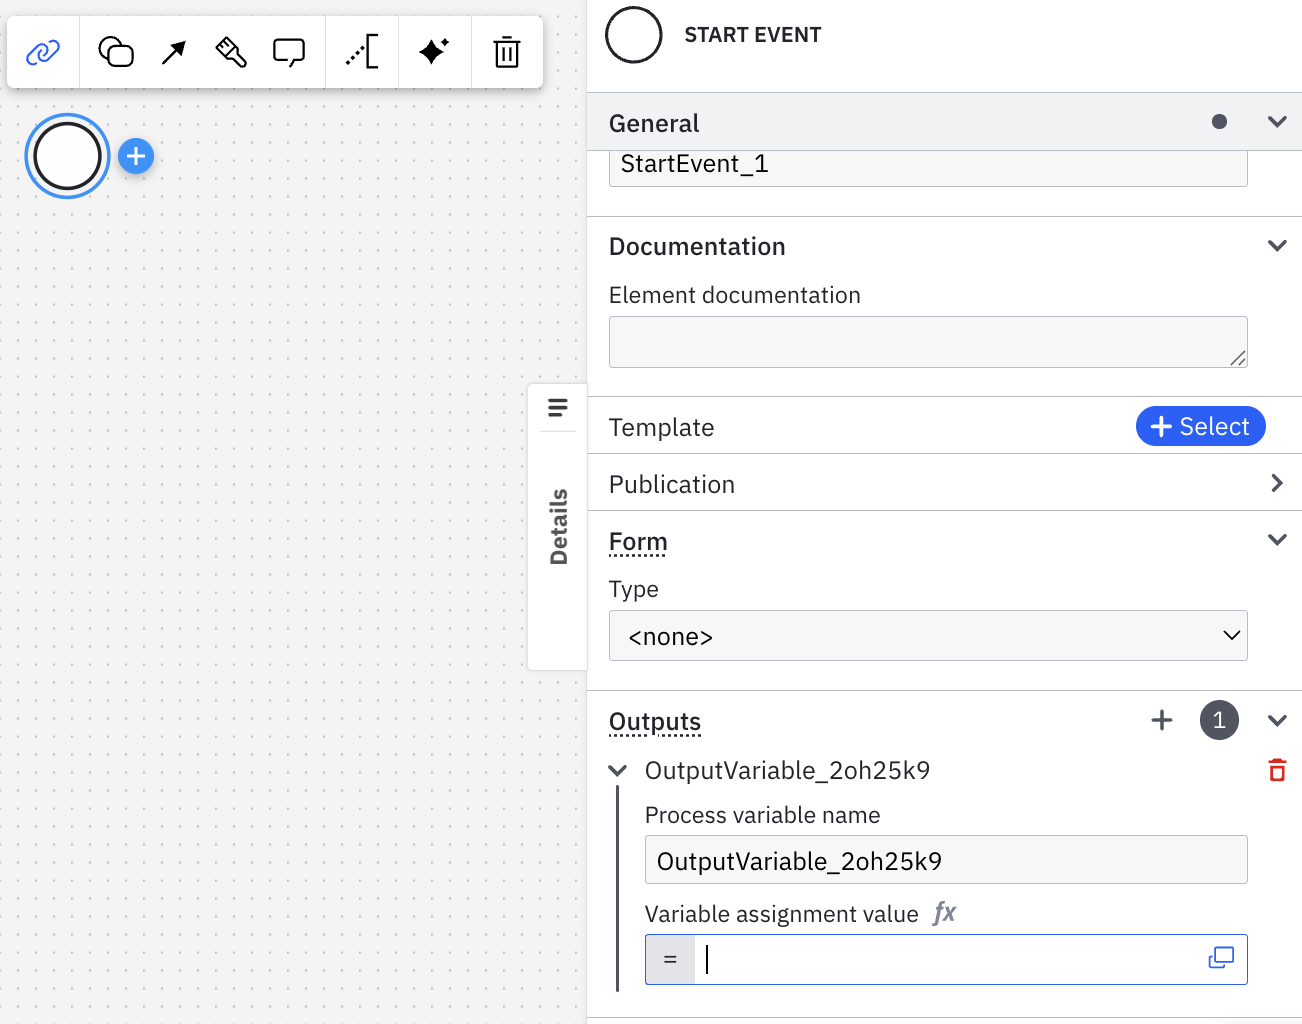 START EVENT
General
StartEvent_1
Documentation
Element documentation
Template
+ Select
Publication
Details
Form
Type
<none>
Outputs
1
OutputVariable_2oh25k9
Process variable name
OutputVariable_2oh25k9
Variable assignment value fx
=